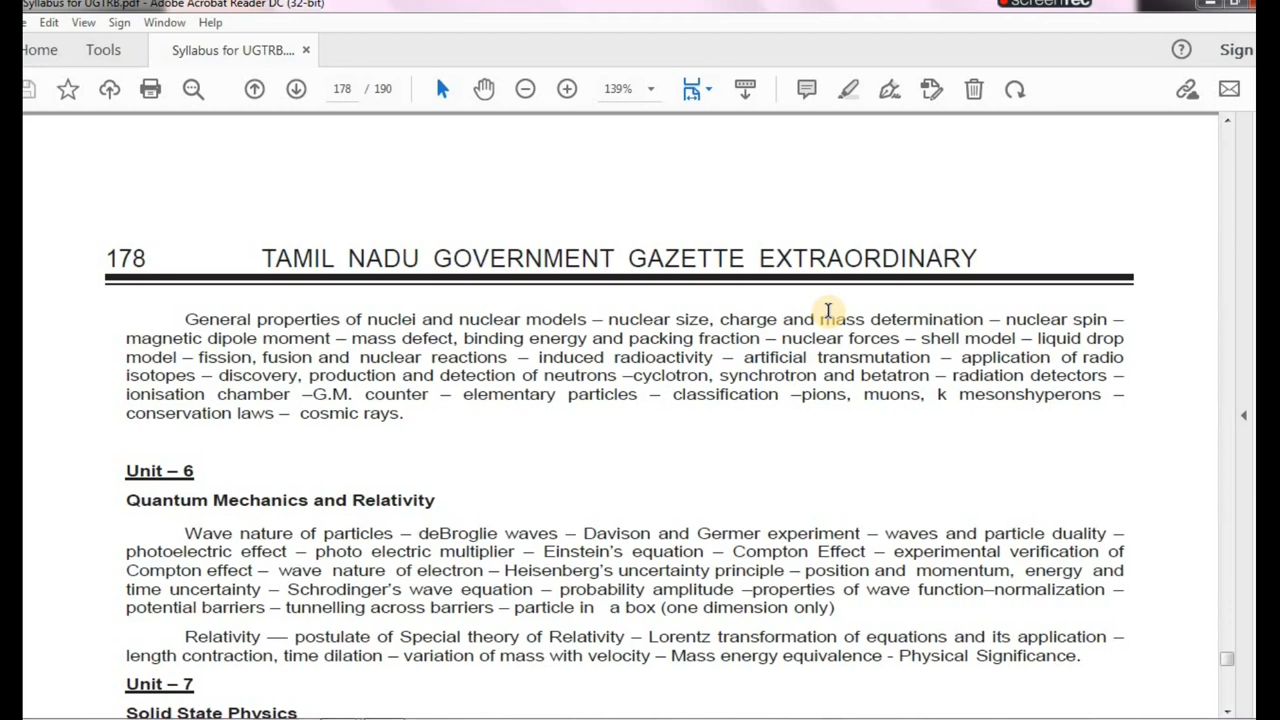 Syllabus for UGTRB.pdf - Adobe Acrobat Reader DC (32-bit)
Edit View Sign Window Help
Home Tools Syllabus for UGTRB.... × Sign
178 / 190 139%
178 TAMIL NADU GOVERNMENT GAZETTE EXTRAORDINARY
General properties of nuclei and nuclear models – nuclear size, charge and mass determination – nuclear spin –
magnetic dipole moment – mass defect, binding energy and packing fraction – nuclear forces – shell model – liquid drop
model – fission, fusion and nuclear reactions – induced radioactivity – artificial transmutation – application of radio
isotopes – discovery, production and detection of neutrons –cyclotron, synchrotron and betatron – radiation detectors –
ionisation chamber –G.M. counter – elementary particles – classification –pions, muons, k mesonshyperons –
conservation laws – cosmic rays.
Unit – 6
Quantum Mechanics and Relativity
Wave nature of particles – deBroglie waves – Davison and Germer experiment – waves and particle duality –
photoelectric effect – photo electric multiplier – Einstein's equation – Compton Effect – experimental verification of
Compton effect – wave nature of electron – Heisenberg's uncertainty principle – position and momentum, energy and
time uncertainty – Schrodinger's wave equation – probability amplitude –properties of wave function–normalization –
potential barriers – tunnelling across barriers – particle in a box (one dimension only)
Relativity — postulate of Special theory of Relativity – Lorentz transformation of equations and its application –
length contraction, time dilation – variation of mass with velocity – Mass energy equivalence - Physical Significance.
Unit – 7
Solid State Physics